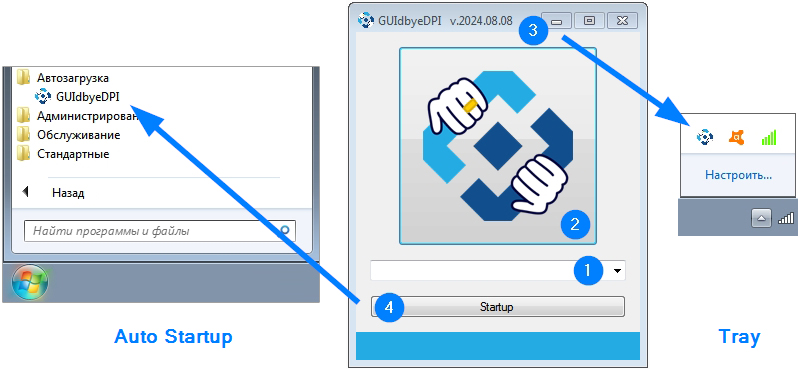 GUIdbyeDPI v.2024.08.08
3
Автозагрузка
GUIdbyeDPI
Администрирован
Обслуживание
Стандартные
Назад
Найти программы и файлы
2
1
4
Startup
Настроить...
Auto Startup
Tray